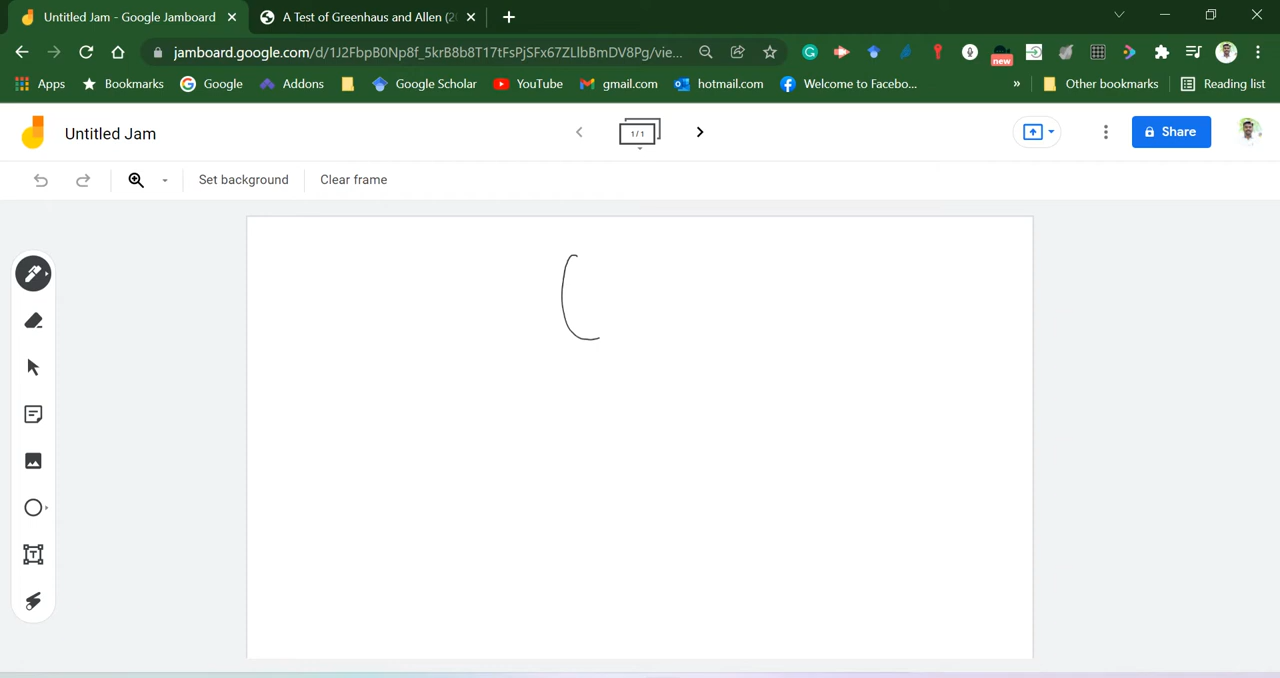 Untitled Jam - Google Jamboard
A Test of Greenhaus and Allen (2
jamboard.google.com/d/1J2FbpB0Np8f_5krB8b8T17tFsPjSFx67ZLlbBmDV8Pg/vie...
new
Apps Bookmarks Google Addons Google Scholar YouTube gmail.com hotmail.com Welcome to Facebo... » Other bookmarks Reading list
Untitled Jam 1/1 Share
Set background Clear frame